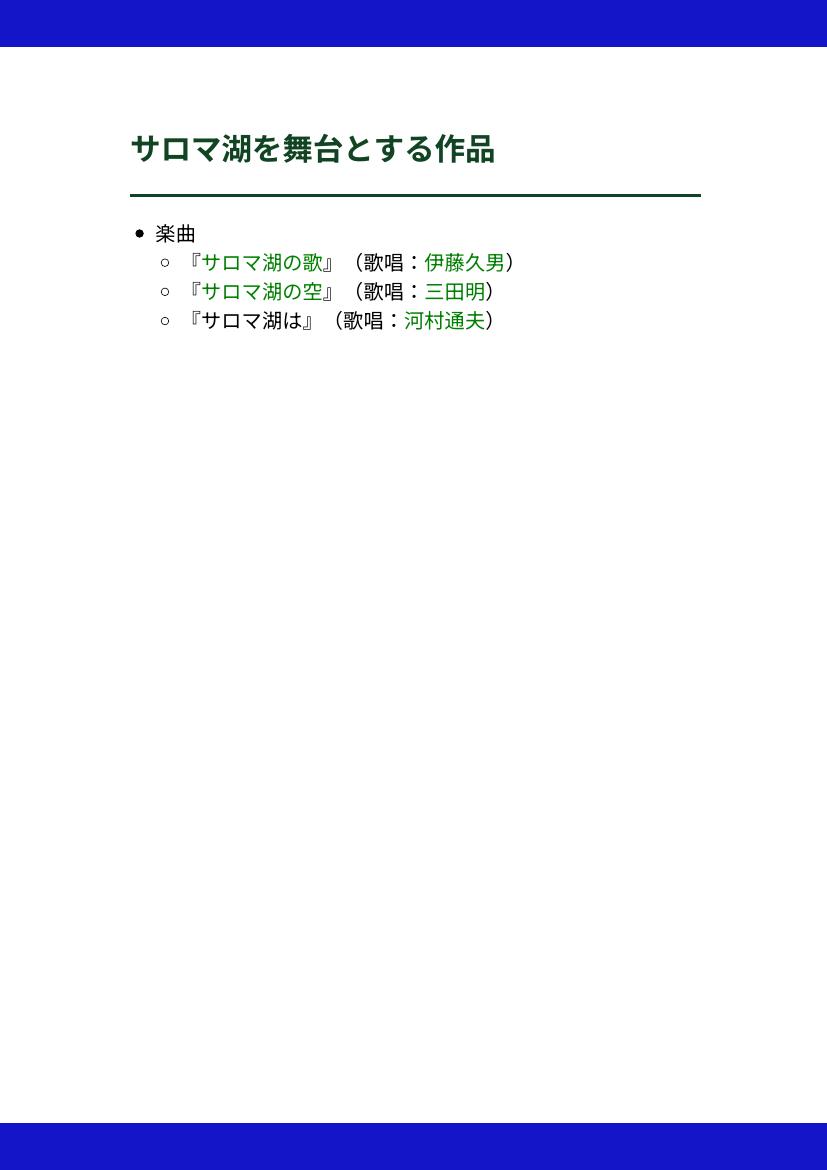 サロマ湖を舞台とする作品
楽曲
『サロマ湖の歌』（歌唱：伊藤久男）
『サロマ湖の空』（歌唱：三田明）
『サロマ湖は』（歌唱：河村通夫）